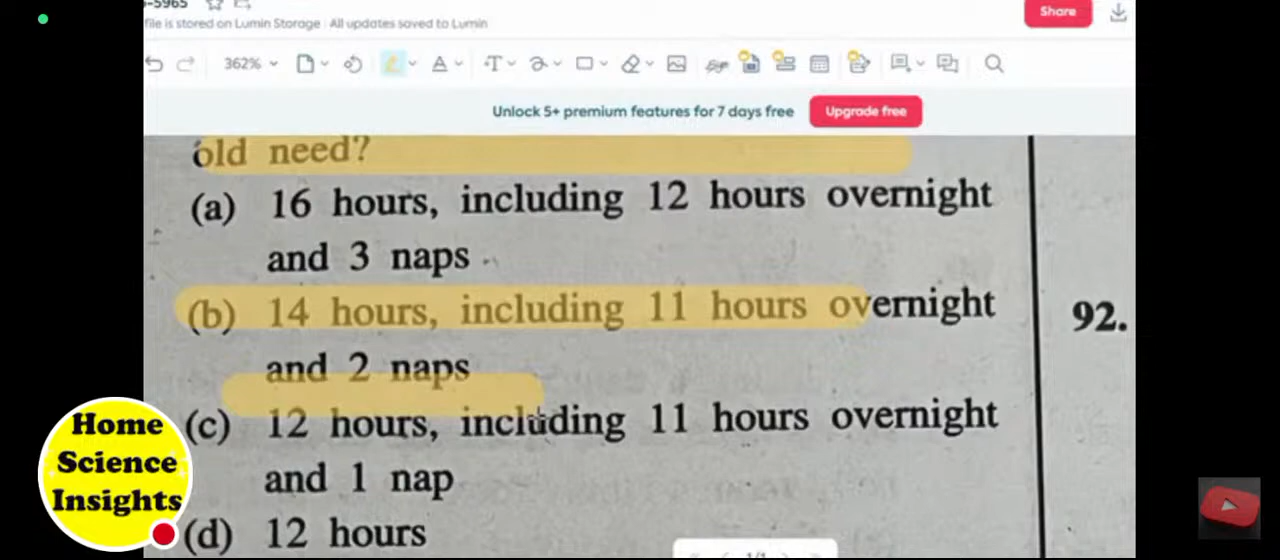 -5965
file is stored on Lumin Storage | All updates saved to Lumin
Share
362%
Unlock 5+ premium features for 7 days free
Upgrade free
old need?
(a) 16 hours, including 12 hours overnight
and 3 naps
(b) 14 hours, including 11 hours overnight
and 2 naps
(c) 12 hours, including 11 hours overnight
and 1 nap
(d) 12 hours
92.
Home
Science
Insights
1/1